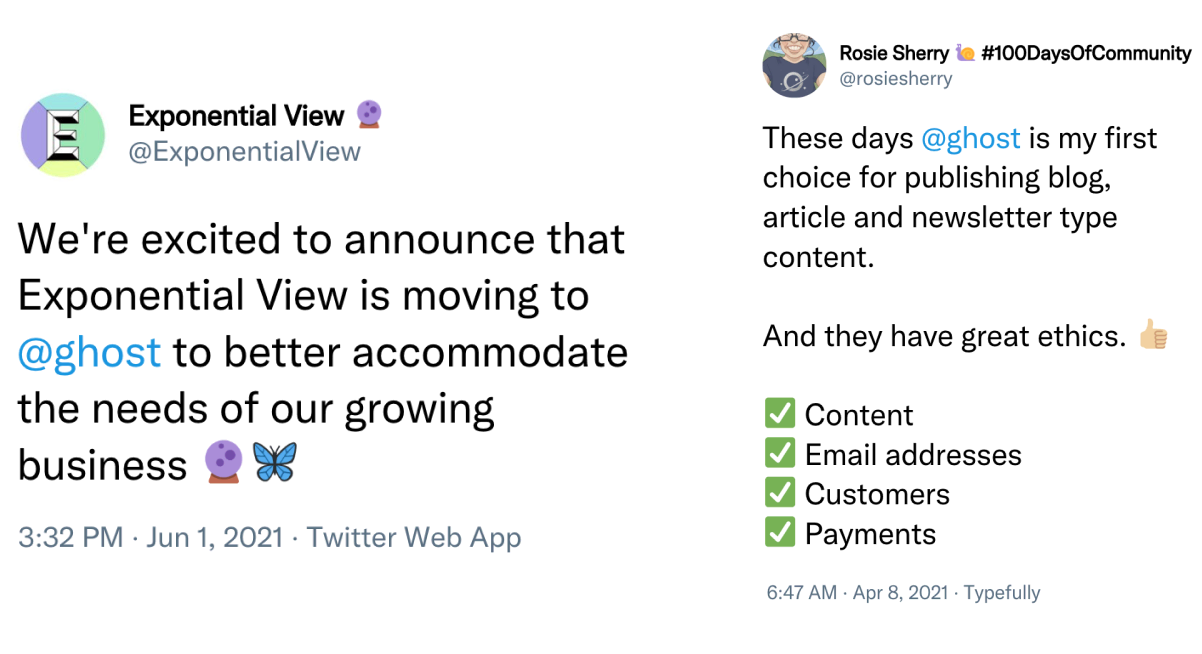 Exponential View 🔮
@ExponentialView
We're excited to announce that
Exponential View is moving to
@ghost to better accommodate
the needs of our growing
business 🔮🦋
3:32 PM · Jun 1, 2021 · Twitter Web App
Rosie Sherry 🐌 #100DaysOfCommunity
@rosiesherry
These days @ghost is my first
choice for publishing blog,
article and newsletter type
content.
And they have great ethics. 👍🏼
✅ Content
✅ Email addresses
✅ Customers
✅ Payments
6:47 AM · Apr 8, 2021 · Typefully